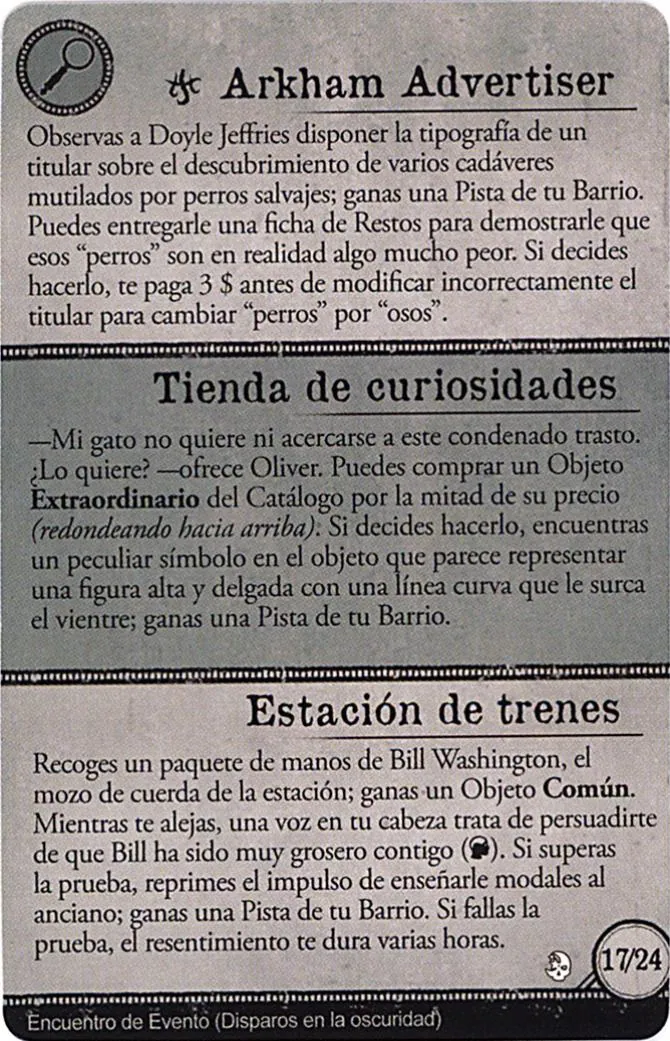 Arkham Advertiser
Observas a Doyle Jeffries disponer la tipografía de un
titular sobre el descubrimiento de varios cadáveres
mutilados por perros salvajes; ganas una Pista de tu Barrio.
Puedes entregarle una ficha de Restos para demostrarle que
esos “perros” son en realidad algo mucho peor. Si decides
hacerlo, te paga 3 $ antes de modificar incorrectamente el
titular para cambiar “perros” por “osos”.
Tienda de curiosidades
—Mi gato no quiere ni acercarse a este condenado trasto.
¿Lo quiere? —ofrece Oliver. Puedes comprar un Objeto
Extraordinario del Catálogo por la mitad de su precio
(redondeando hacia arriba). Si decides hacerlo, encuentras
un peculiar símbolo en el objeto que parece representar
una figura alta y delgada con una línea curva que le surca
el vientre; ganas una Pista de tu Barrio.
Estación de trenes
Recoges un paquete de manos de Bill Washington, el
mozo de cuerda de la estación; ganas un Objeto Común.
Mientras te alejas, una voz en tu cabeza trata de persuadirte
de que Bill ha sido muy grosero contigo (). Si superas
la prueba, reprimes el impulso de enseñarle modales al
anciano; ganas una Pista de tu Barrio. Si fallas la
prueba, el resentimiento te dura varias horas.
17/24
Encuentro de Evento (Disparos en la oscuridad)